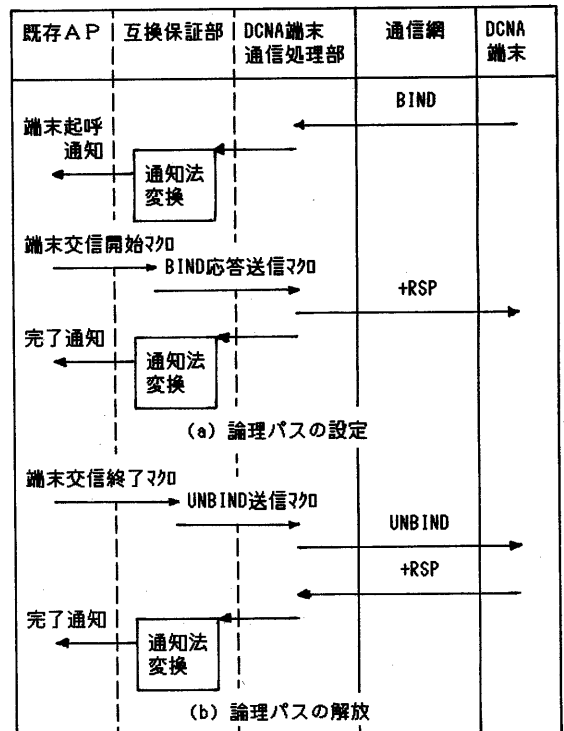 既存AP 互換保証部 DCNA端末 通信処理部 通信網 DCNA 端末
BIND
端末起呼
通知
通知法
変換
端末交信開始マクロ
BIND応答送信マクロ
+RSP
完了通知
通知法
変換
(a) 論理パスの設定
端末交信終了マクロ
UNBIND送信マクロ
UNBIND
+RSP
完了通知
通知法
変換
(b) 論理パスの解放